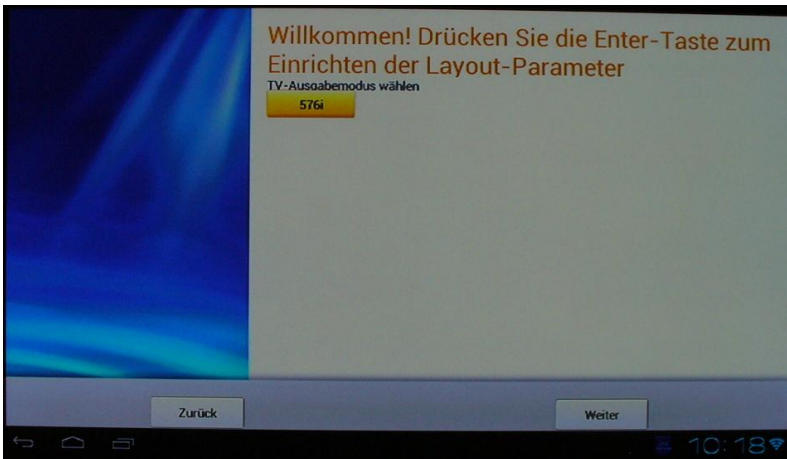 Willkommen! Drücken Sie die Enter-Taste zum
Einrichten der Layout-Parameter
TV-Ausgabemodus wählen
576i
Zurück
Weiter
10:18